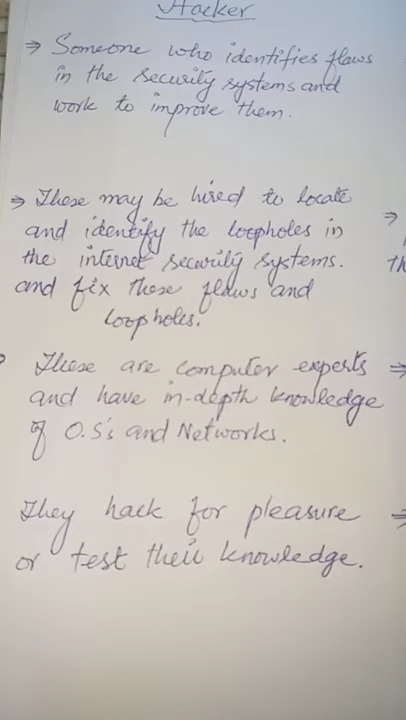 Hacker
⇒ Someone who identifies flaws
in the security systems and
work to improve them.
⇒ These may be hired to locate
and identify the loopholes in
the internet security systems.
and fix these flaws and
loopholes.
These are computer experts
and have in-depth knowledge
of O.S's and Networks.
They hack for pleasure
or test their knowledge.